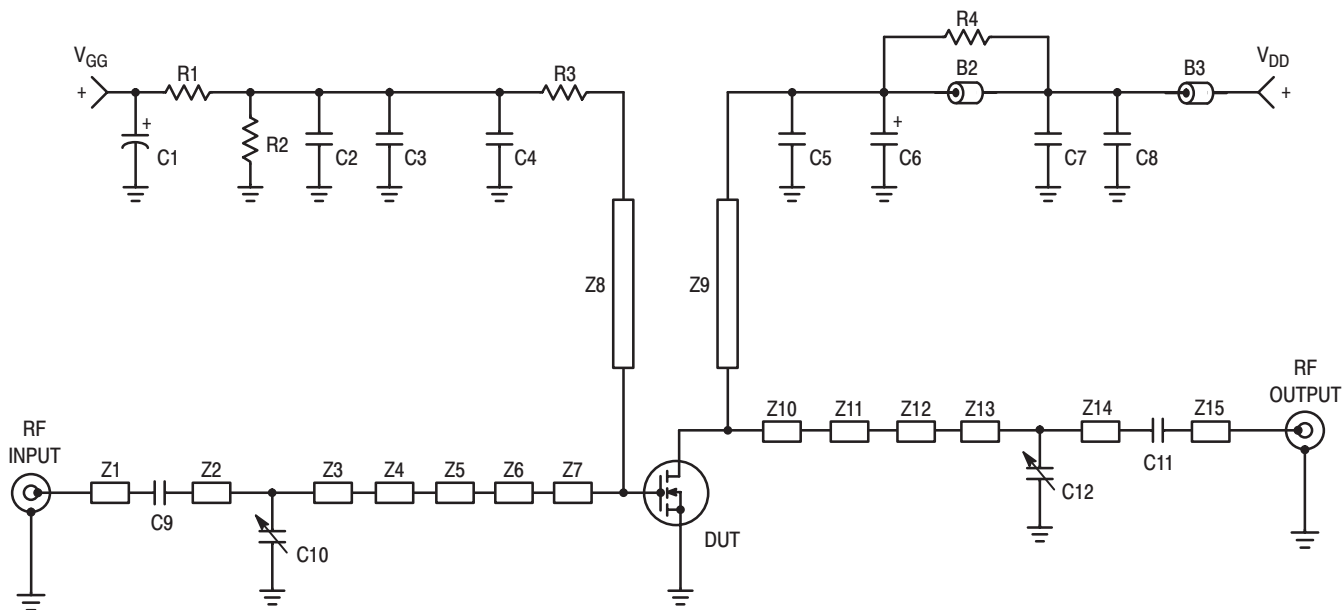 R4
VGG
R1
R3
B2
B3
VDD
+
+
+
+
C1
R2
C2
C3
C4
C5
C6
C7
C8
Z8
Z9
RF
OUTPUT
Z10
Z11
Z12
Z13
Z14
Z15
RF
INPUT
C11
Z1
Z2
Z3
Z4
Z5
Z6
Z7
C12
C9
DUT
C10